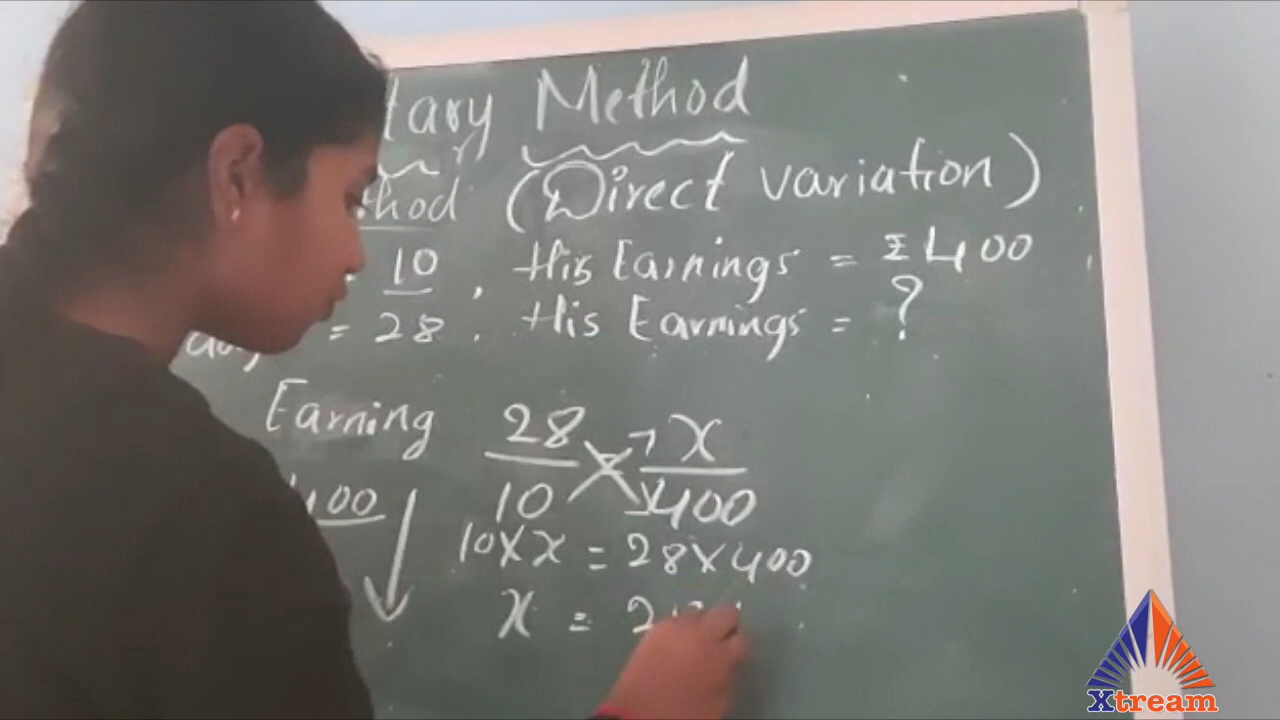 tary Method
thod (Direct variation)
= 10, His Earnings = ₹400
= 28. His Earnings = ?
Earning 28/10 = x/400
400
10×x = 28×400
x = 28
Xtream